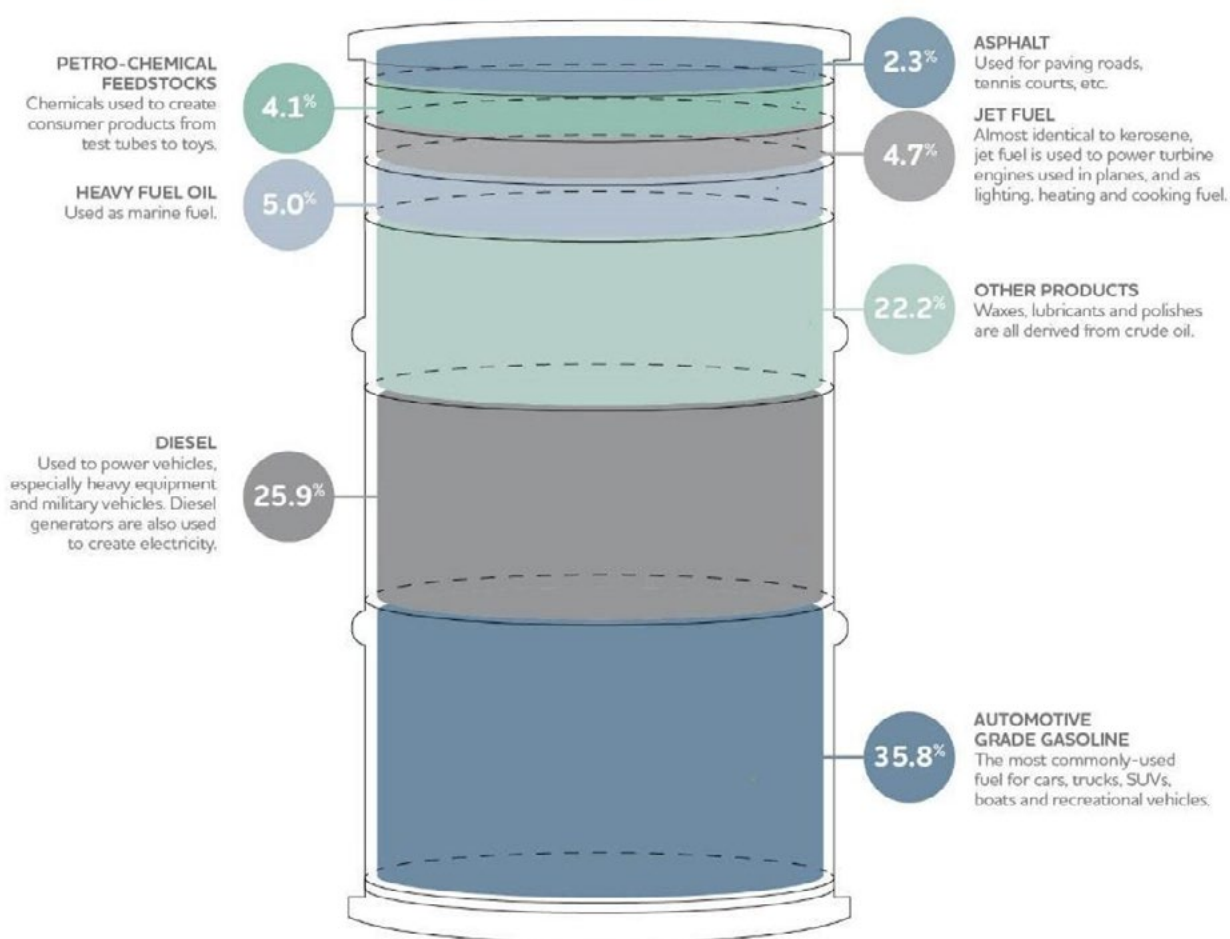 PETRO-CHEMICAL
FEEDSTOCKS
Chemicals used to create
consumer products from
test tubes to toys.
4.1%
HEAVY FUEL OIL
Used as marine fuel.
5.0%
DIESEL
Used to power vehicles,
especially heavy equipment
and military vehicles. Diesel
generators are also used
to create electricity.
25.9%
2.3%
ASPHALT
Used for paving roads,
tennis courts, etc.
4.7%
JET FUEL
Almost identical to kerosene,
jet fuel is used to power turbine
engines used in planes, and as
lighting, heating and cooking fuel.
22.2%
OTHER PRODUCTS
Waxes, lubricants and polishes
are all derived from crude oil.
35.8%
AUTOMOTIVE
GRADE GASOLINE
The most commonly-used
fuel for cars, trucks, SUVs,
boats and recreational vehicles.